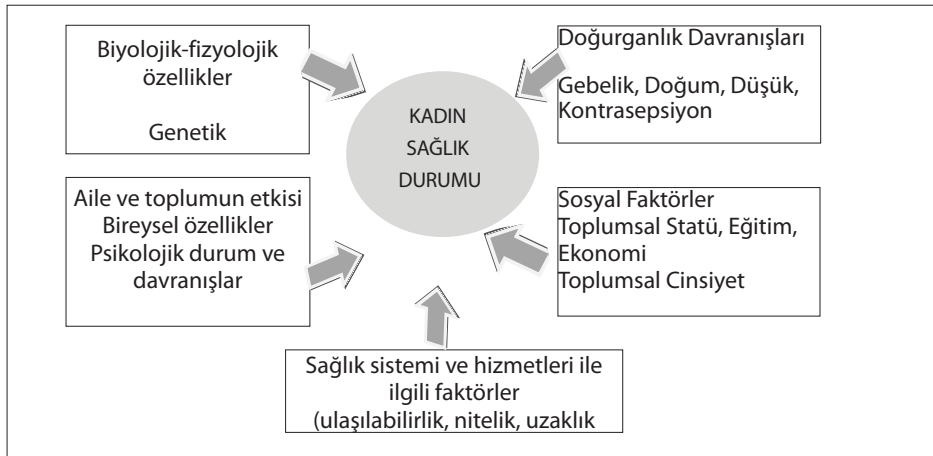 Biyolojik-fizyolojik
özellikler
Genetik
Doğurganlık Davranışları
Gebelik, Doğum, Düşük,
Kontrasepsiyon
KADIN
SAĞLIK
DURUMU
Aile ve toplumun etkisi
Bireysel özellikler
Psikolojik durum ve
davranışlar
Sosyal Faktörler
Toplumsal Statü, Eğitim,
Ekonomi
Toplumsal Cinsiyet
Sağlık sistemi ve hizmetleri ile
ilgili faktörler
(ulaşılabilirlik, nitelik, uzaklık